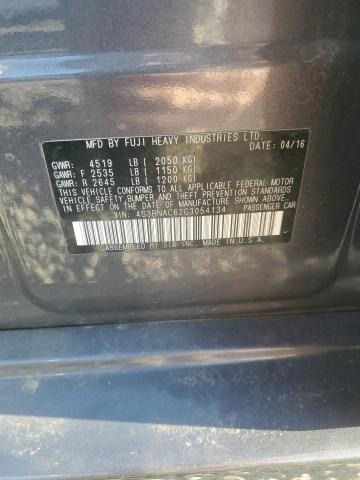 MFD BY FUJI HEAVY INDUSTRIES LTD.
DATE: 04/16
GVWR: 4519 LB ( 2050 KG)
GAWR: F 2535 LB ( 1150 KG)
GAWR: R 2645 LB ( 1200 KG)
THIS VEHICLE CONFORMS TO ALL APPLICABLE FEDERAL MOTOR
VEHICLE SAFETY, BUMPER, AND THEFT PREVENTION STANDARDS
IN EFFECT ON THE DATE OF MANUFACTURE SHOWN ABOVE.
VIN: 4S3BNAC62G3054134 PASSENGER CAR
ASSEMBLED BY SIA INC. MADE IN U.S.A.